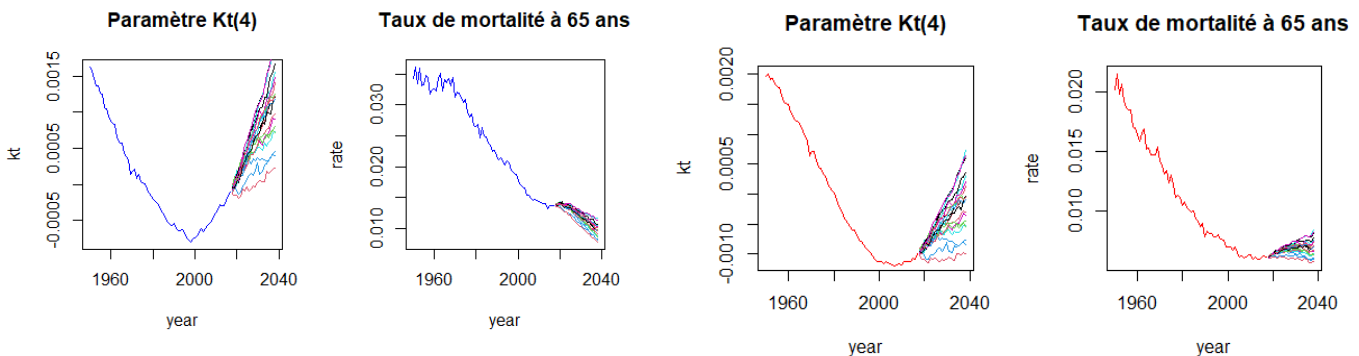 Paramètre Kt(4)
kt
0.0015
0.0005
-0.0005
1960 2000 2040
year
Taux de mortalité à 65 ans
rate
0.030
0.020
0.010
1960 2000 2040
year
Paramètre Kt(4)
kt
0.0020
0.0005
-0.0010
1960 2000 2040
year
Taux de mortalité à 65 ans
rate
0.020
0.015
0.010
1960 2000 2040
year